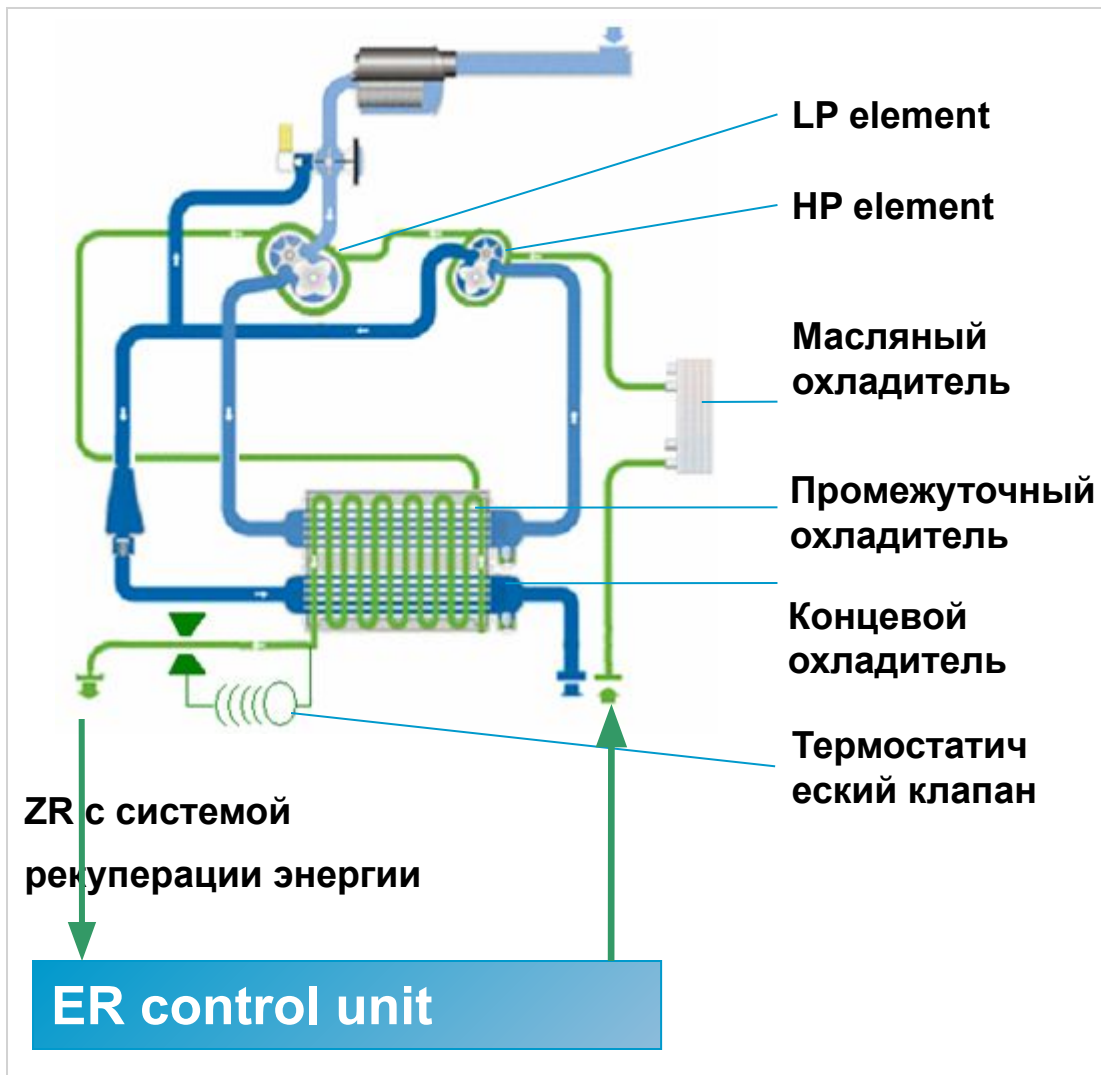 LP element
HP element
Масляный
охладитель
Промежуточный
охладитель
Концевой
охладитель
Термостатич
еский клапан
ZR с системой
рекуперации энергии
ER control unit